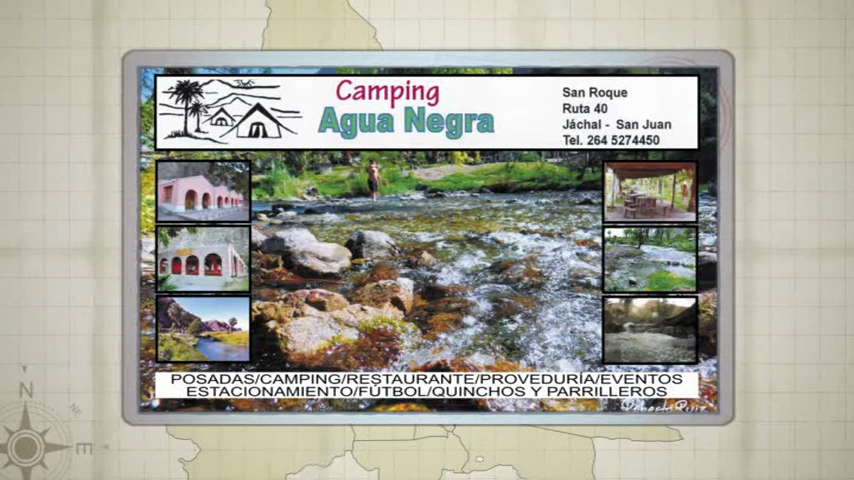 Camping
Agua Negra
San Roque
Ruta 40
Jáchal - San Juan
Tel. 264 5274450
POSADAS/CAMPING/RESTAURANTE/PROVEDURÍA/EVENTOS
ESTACIONAMIENTO/FÚTBOL/QUINCHOS Y PARRILLEROS
N
NE
E